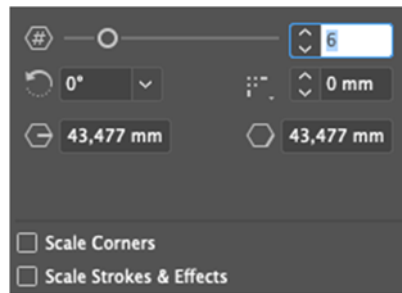 # 6
0° 0 mm
43,477 mm 43,477 mm
Scale Corners
Scale Strokes & Effects